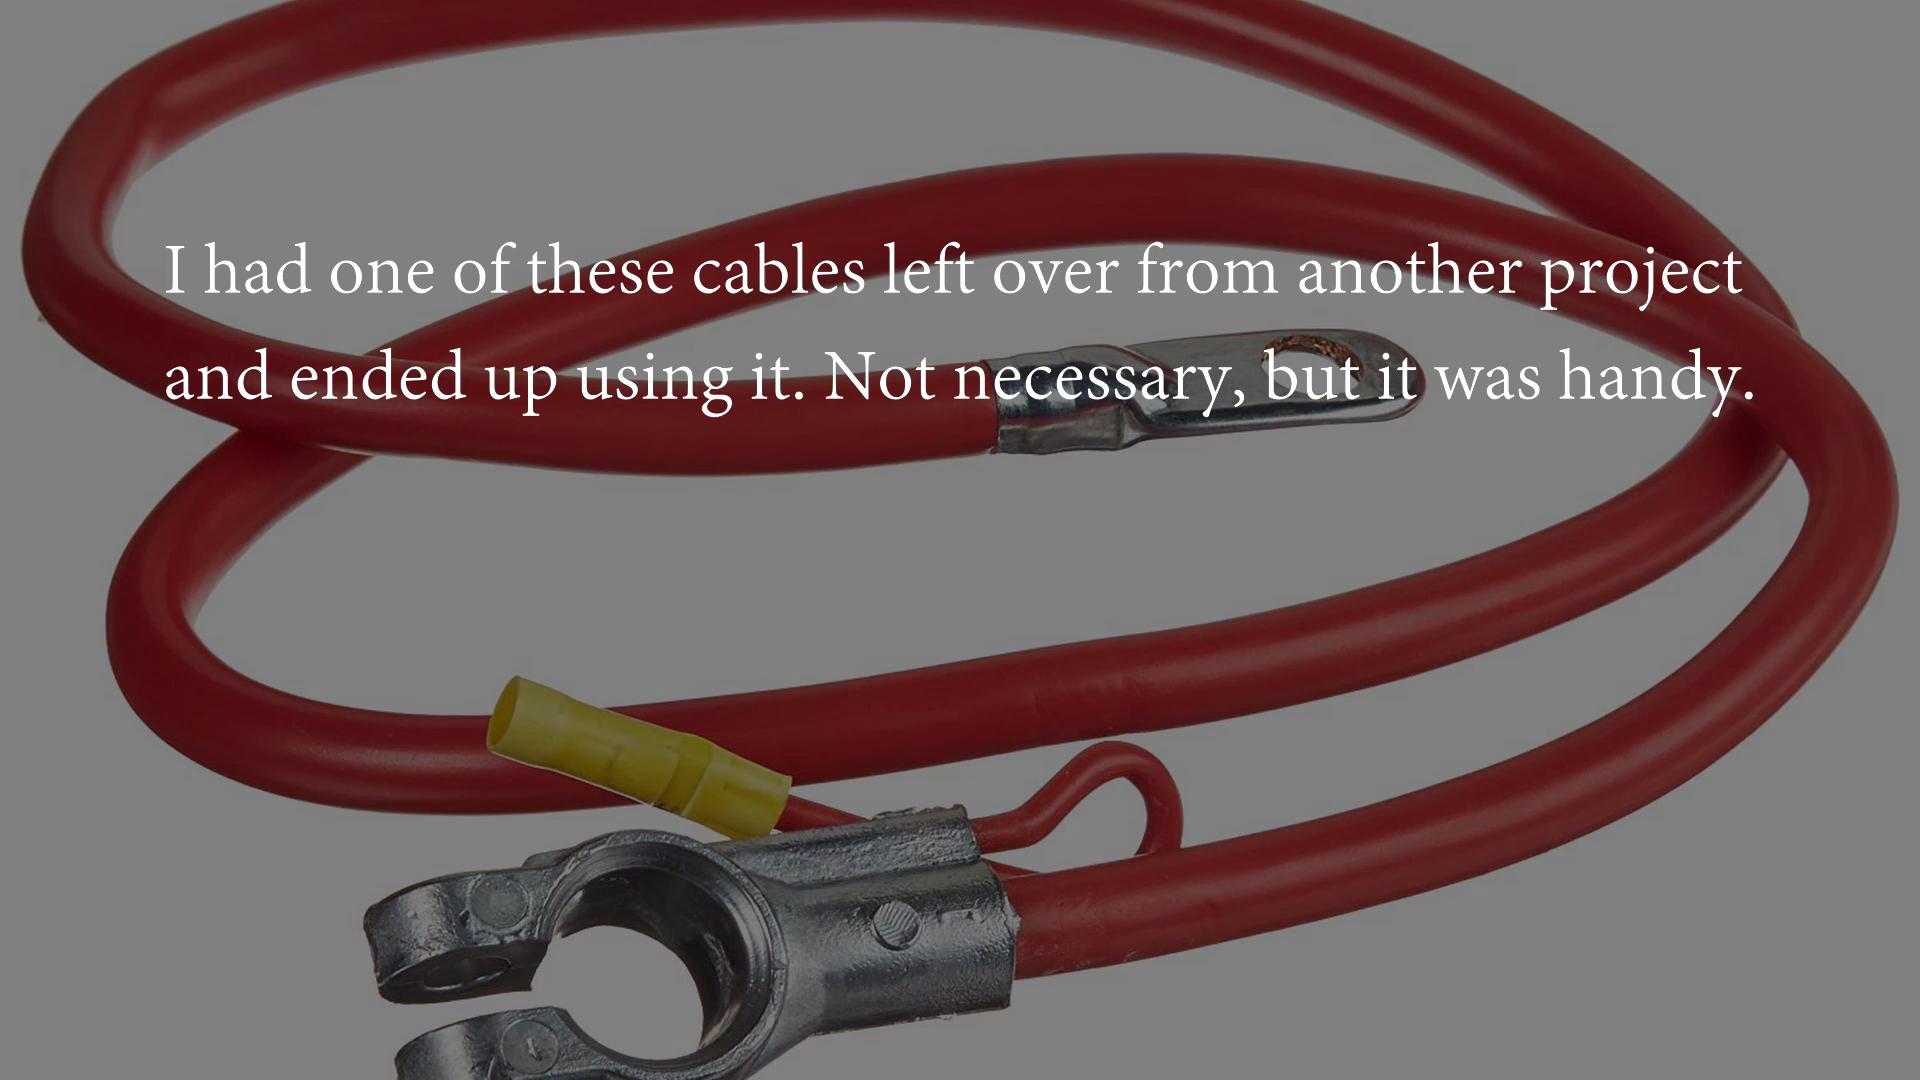 I had one of these cables left over from another project
and ended up using it. Not necessary, but it was handy.